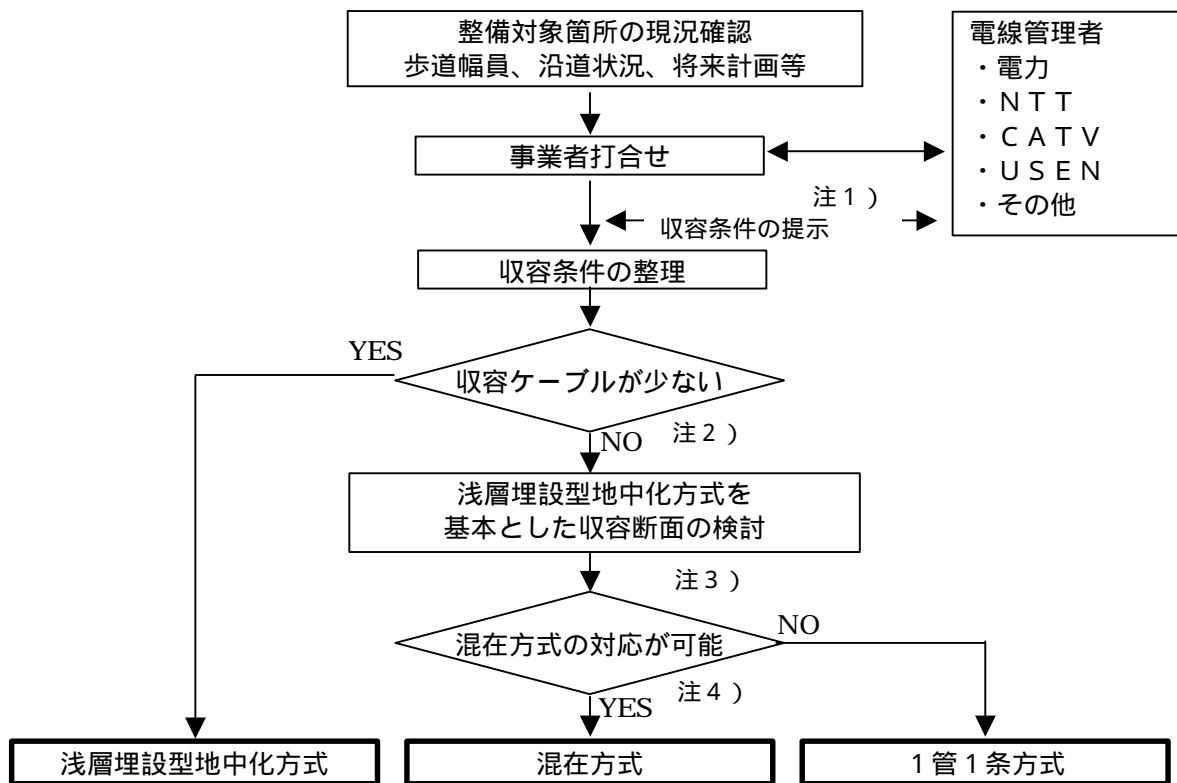 整備対象箇所の現況確認
歩道幅員、沿道状況、将来計画等
電線管理者
・電力
・ＮＴＴ
・ＣＡＴＶ
・ＵＳＥＮ
・その他
事業者打合せ
注１）
収容条件の提示
収容条件の整理
YES
収容ケーブルが少ない
NO
注２）
浅層埋設型地中化方式を
基本とした収容断面の検討
注３）
混在方式の対応が可能
NO
注４）
YES
浅層埋設型地中化方式
混在方式
１管１条方式